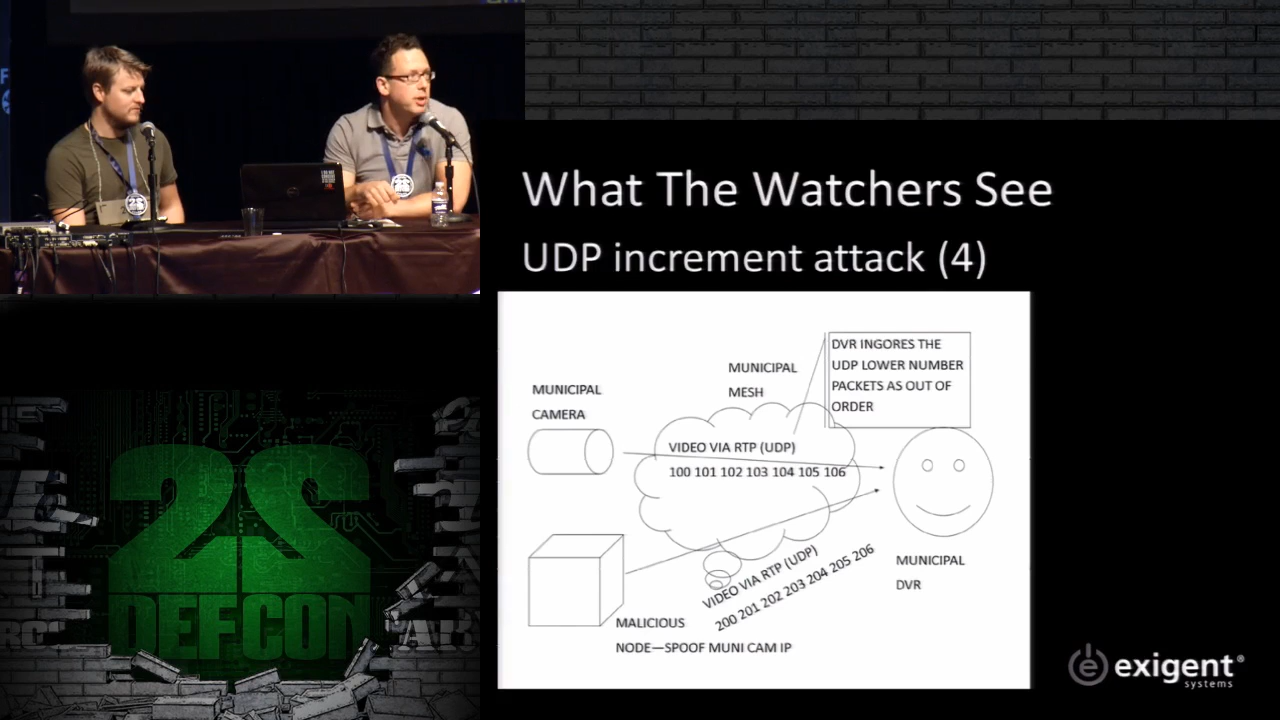 What The Watchers See
UDP increment attack (4)
DVR INGORES THE
UDP LOWER NUMBER
PACKETS AS OUT OF
ORDER
MUNICIPAL
MESH
MUNICIPAL
CAMERA
VIDEO VIA RTP (UDP)
100 101 102 103 104 105 106
VIDEO VIA RTP (UDP)
200 201 202 203 204 205 206
MUNICIPAL
DVR
MALICIOUS
NODE—SPOOF MUNI CAM IP
DEFCON
exigent®
systems